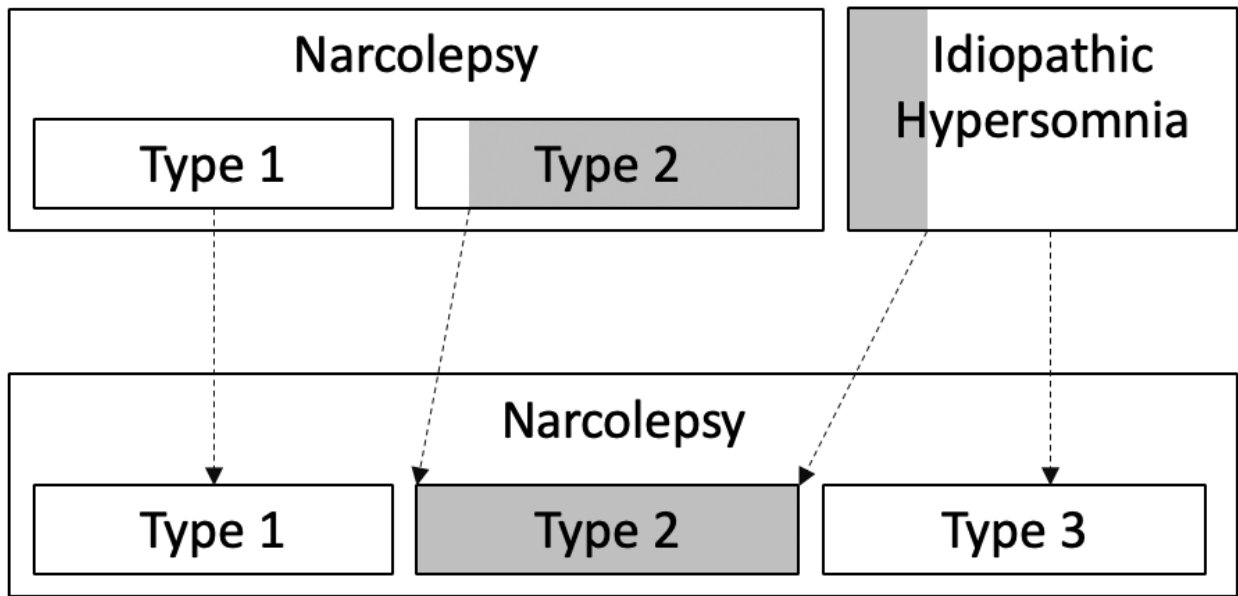 Narcolepsy
Type 1
Type 2
Idiopathic
Hypersomnia
Narcolepsy
Type 1
Type 2
Type 3